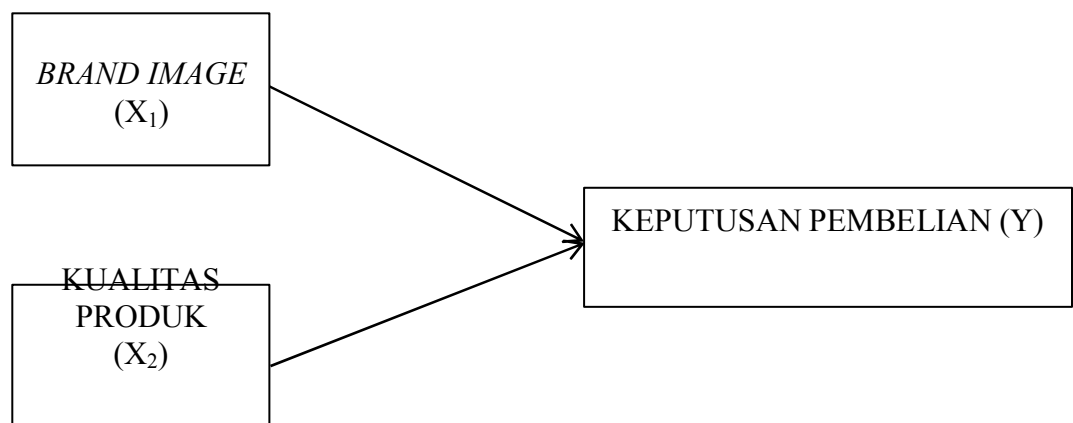 BRAND IMAGE
(X₁)
KEPUTUSAN PEMBELIAN (Y)
KUALITAS
PRODUK
(X₂)